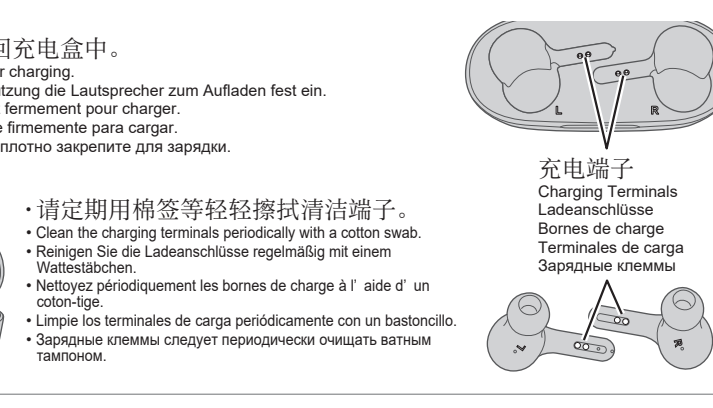 回充电盒中。
r charging.
tzung die Lautsprecher zum Aufladen fest ein.
fermement pour charger.
e firmemente para cargar.
плотно закрепите для зарядки.
L
R
充电端子
Charging Terminals
Ladeanschlüsse
Bornes de charge
Terminales de carga
Зарядные клеммы
·请定期用棉签等轻轻擦拭清洁端子。
• Clean the charging terminals periodically with a cotton swab.
• Reinigen Sie die Ladeanschlüsse regelmäßig mit einem
Wattestäbchen.
• Nettoyez périodiquement les bornes de charge à l’ aide d’ un
coton-tige.
• Limpie los terminales de carga periódicamente con un bastoncillo.
• Зарядные клеммы следует периодически очищать ватным
тампоном.
L
R